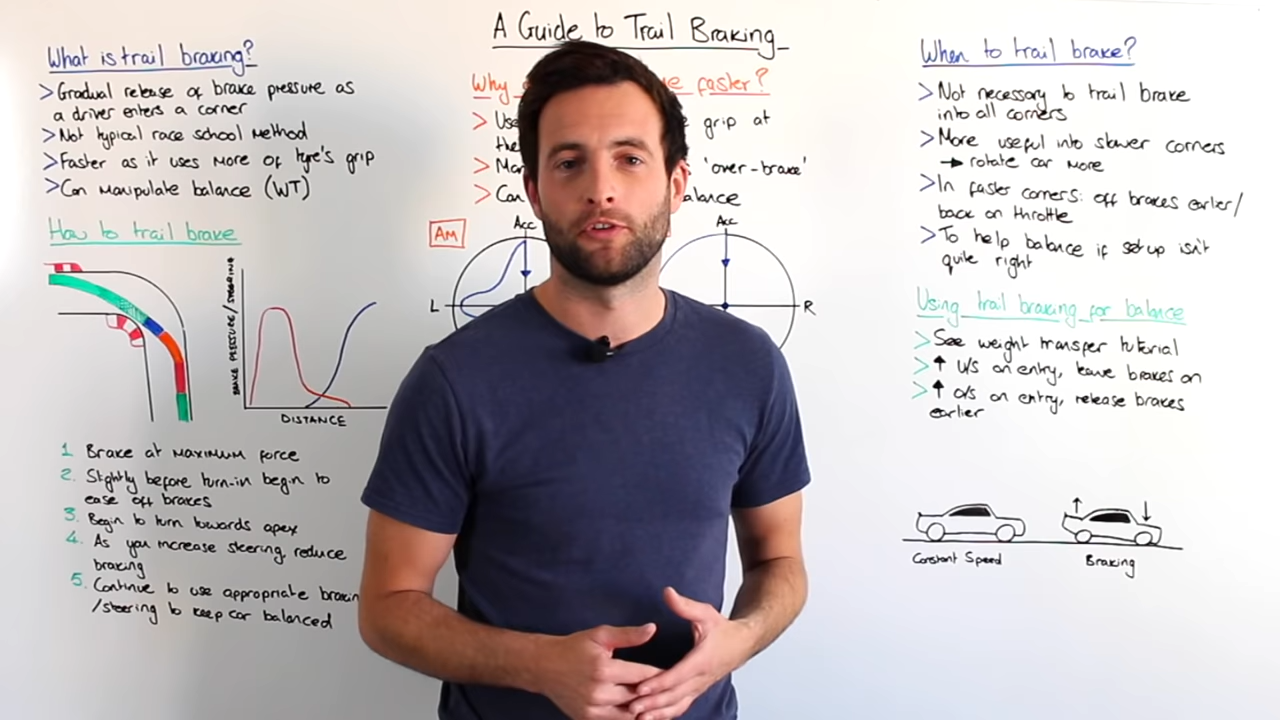 A Guide to Trail Braking
What is trail braking?
> Gradual release of brake pressure as
a driver enters a corner
> Not typical race school method
> Faster as it uses more of tyre's grip
> Can manipulate balance (WT)
How to trail brake
BRAKE PRESSURE/STEERING
DISTANCE
1. Brake at maximum force
2. Slightly before turn-in begin to
ease off brakes
3. Begin to turn towards apex
4. As you increase steering, reduce
braking
5. Continue to use appropriate
/steering to keep car balanced
Why faster?
> grip at
> 'over-brake'
> Can
AM
Acc
L
Acc
R
When to trail brake?
> Not necessary to trail brake
into all corners
> More useful into slower corners
→ rotate car more
> In faster corners: off brakes earlier/
back on throttle
> To help balance if setup isn't
quite right
Using trail braking for balance
> See weight transfer tutorial
> ↑ u/s on entry, leave brakes on
> ↑ o/s on entry, release brakes
earlier
Constant Speed
Braking